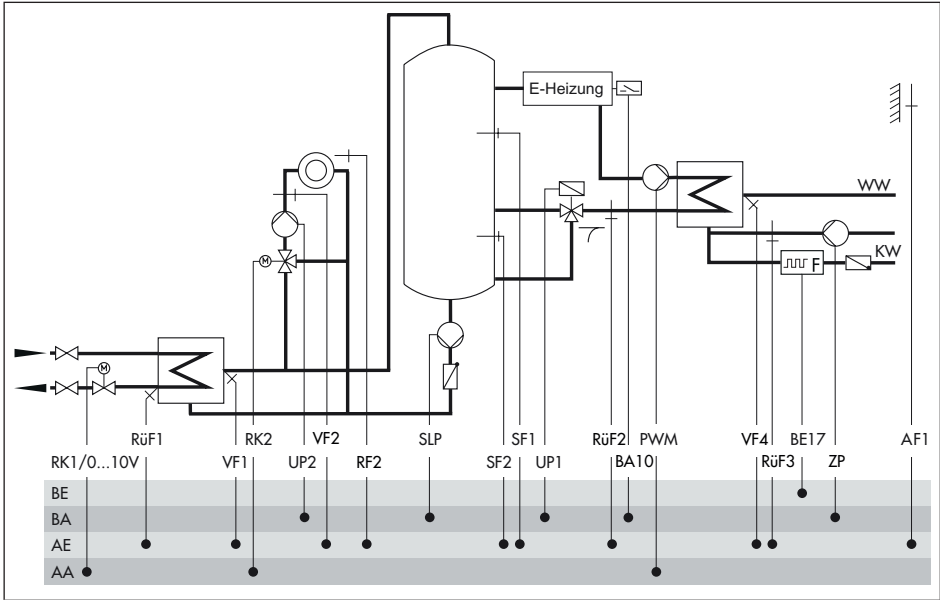 E-Heizung
WW
KW
F
M
M
RüF1 RK2 VF2 SLP SF1 RüF2 PWM VF4 BE17 AF1
RK1/0...10V VF1 UP2 RF2 SF2 UP1 BA10 RüF3 ZP
BE
BA
AE
AA